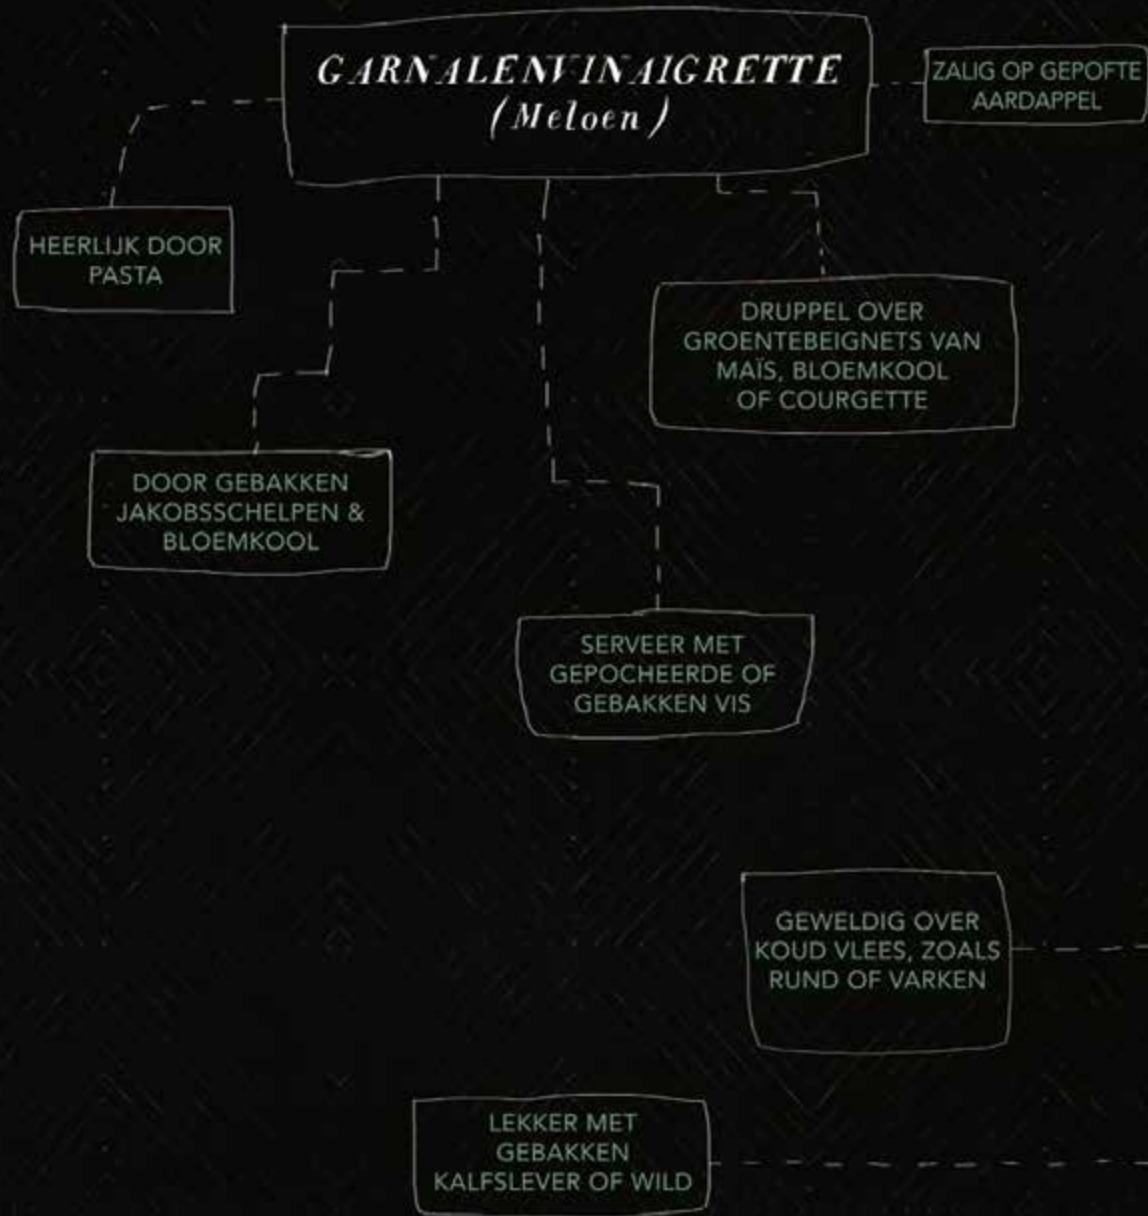 GARNALENVINAIGRETTE
(Meloen)
ZALIG OP GEPOFTE
AARDAPPEL
HEERLIJK DOOR
PASTA
DRUPPEL OVER
GROENTEBEIGNETS VAN
MAÏS, BLOEMKOOL
OF COURGETTE
DOOR GEBAKKEN
JAKOBSSCHELPEN &
BLOEMKOOL
SERVEER MET
GEPOCHEERDE OF
GEBAKKEN VIS
GEWELDIG OVER
KOUD VLEES, ZOALS
RUND OF VARKEN
LEKKER MET
GEBAKKEN
KALFSLEVER OF WILD